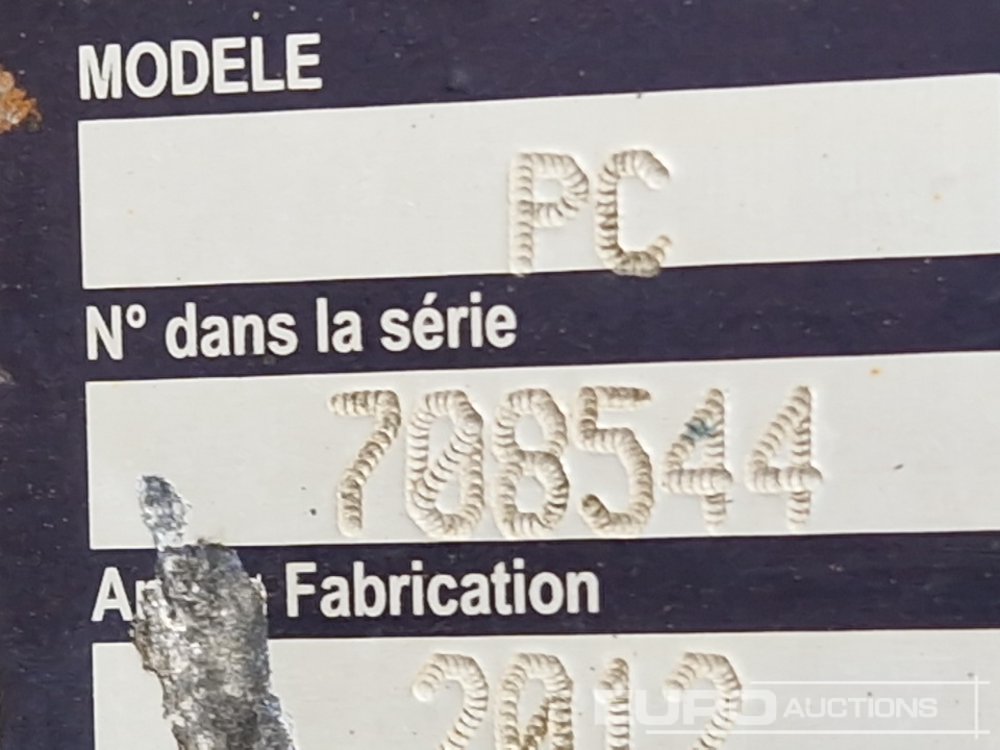 MODELE
PC
N° dans la série
708544
Fabrication
2012
AUCTIONS